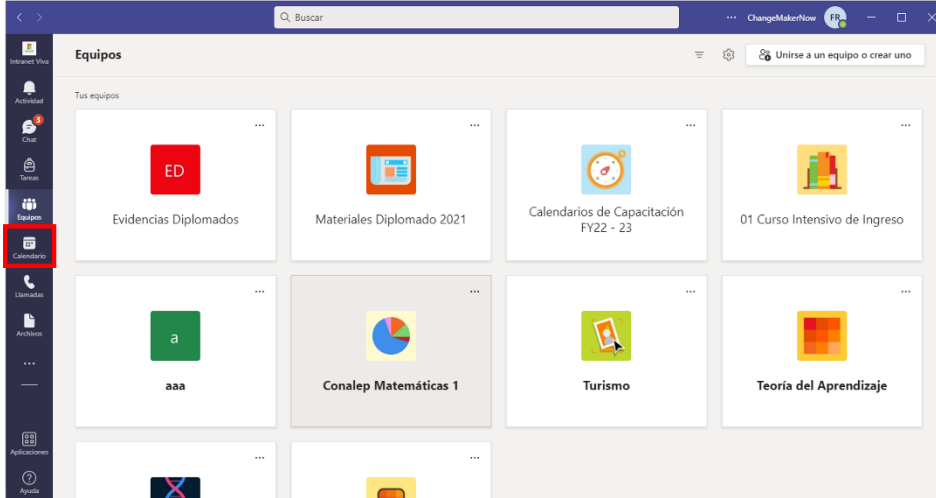 Buscar
ChangeMakerNow
FR
Intranet Viva
Actividad
3
Chat
Tareas
Equipos
Calendario
Llamadas
Archivos
Aplicaciones
Ayuda
Equipos
Unirse a un equipo o crear uno
Tus equipos
ED
Evidencias Diplomados
Materiales Diplomado 2021
Calendarios de Capacitación
FY22 - 23
01 Curso Intensivo de Ingreso
a
aaa
Conalep Matemáticas 1
Turismo
Teoría del Aprendizaje